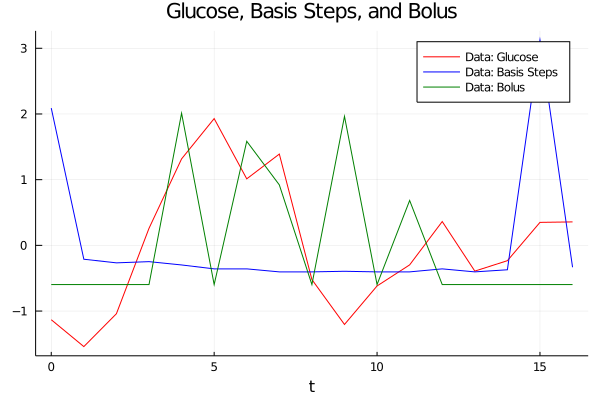 Glucose, Basis Steps, and Bolus
Data: Glucose
Data: Basis Steps
Data: Bolus
3
2
1
0
−1
0 5 10 15
t